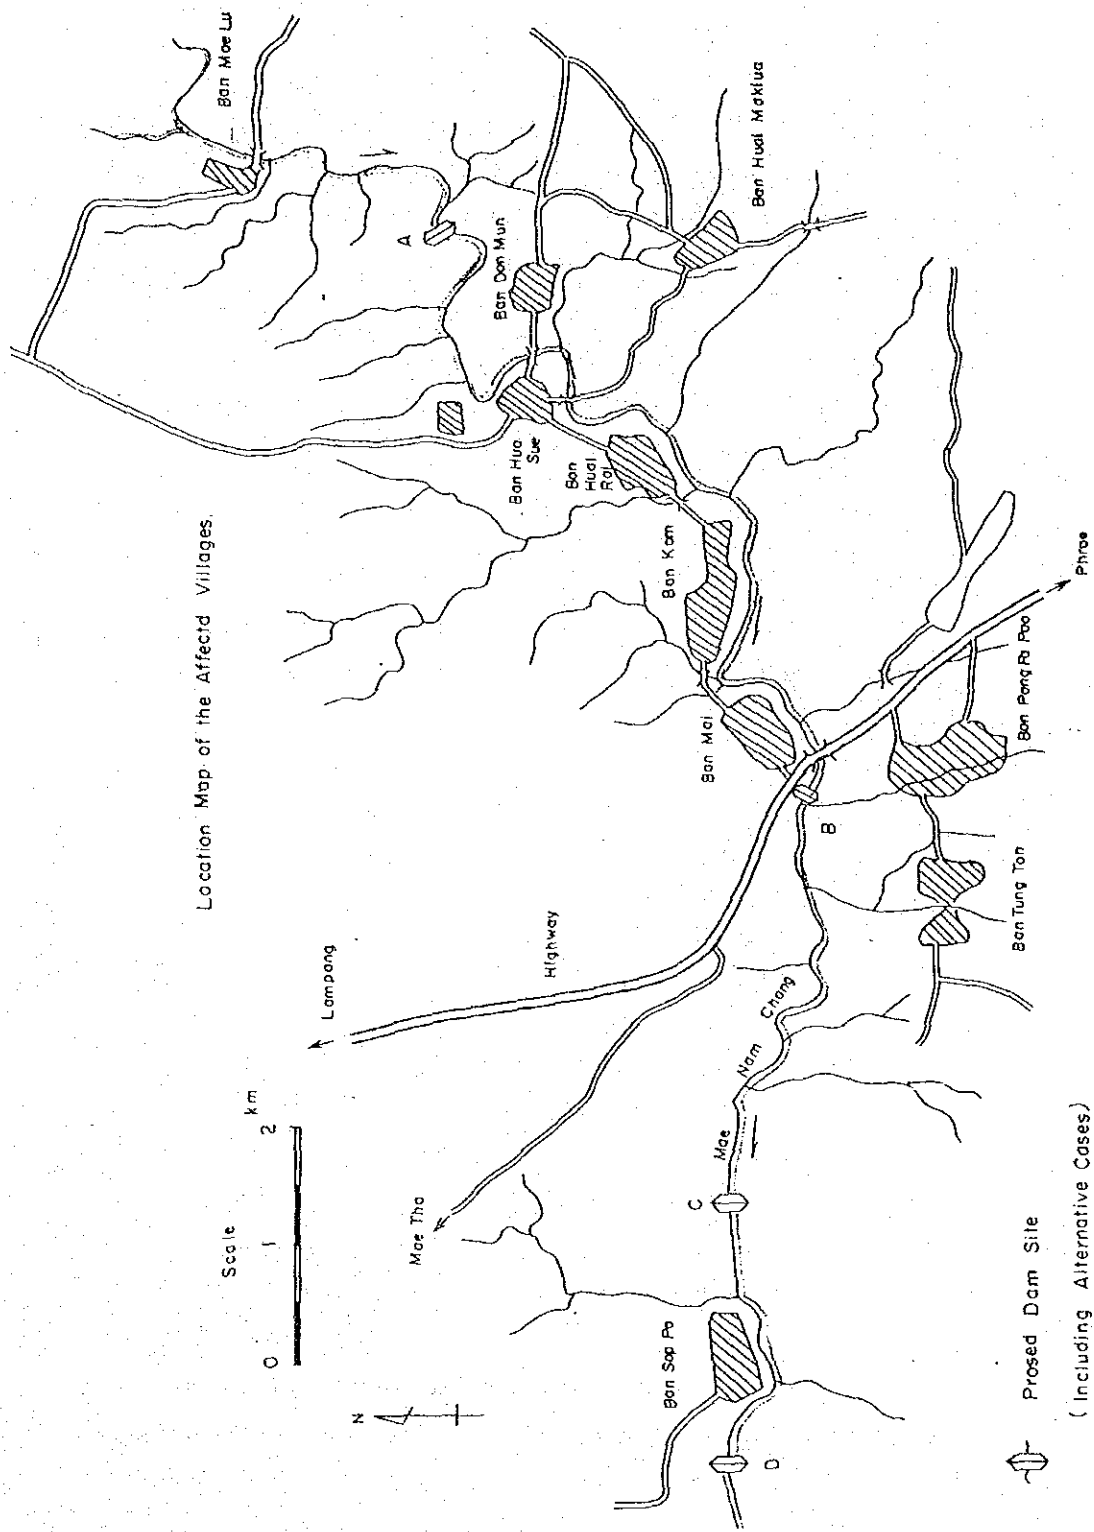 Location Map of the Affectd Villages.
Ban Mae Lu
A
Ban Don Mun
Ban Huai Maklua
Ban Hua
Sue
Ban
Huai
Rai
Ban Kom
Ban Mai
B
Phrae
Ban Pong Pa Pao
Ban Tung Ton
Lampang
Highway
Mae Nam Chang
Mae Tha
C
Ban Sop Pa
D
Scale
0 1 2 km
N
Prosed Dam Site
(Including Alternative Cases)